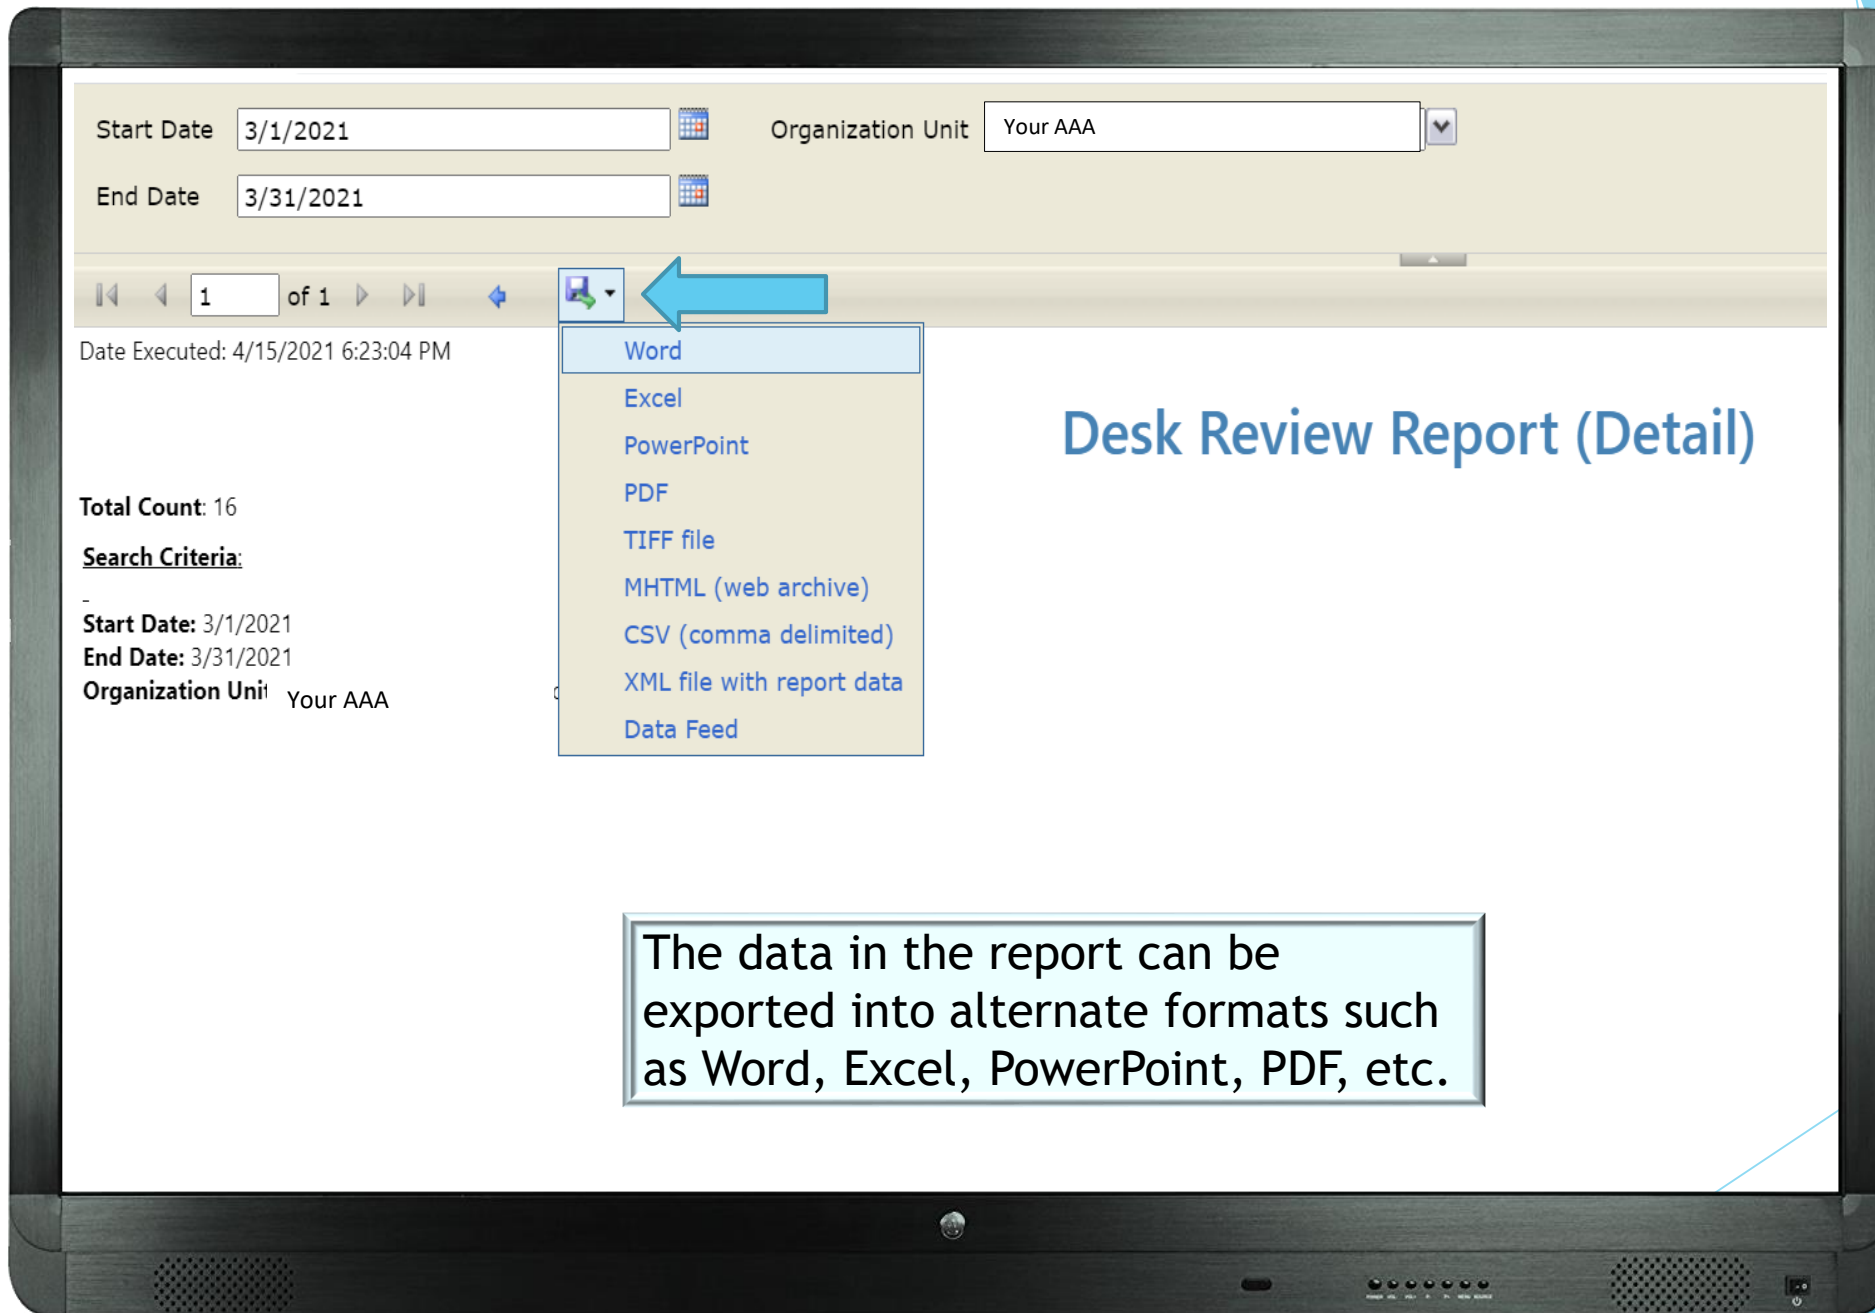 Start Date 3/1/2021 Organization Unit Your AAA
End Date 3/31/2021
1 of 1
Date Executed: 4/15/2021 6:23:04 PM
Word
Excel
PowerPoint
PDF
TIFF file
MHTML (web archive)
CSV (comma delimited)
XML file with report data
Data Feed
Desk Review Report (Detail)
Total Count: 16
Search Criteria:
Start Date: 3/1/2021
End Date: 3/31/2021
Organization Unit Your AAA
The data in the report can be
exported into alternate formats such
as Word, Excel, PowerPoint, PDF, etc.